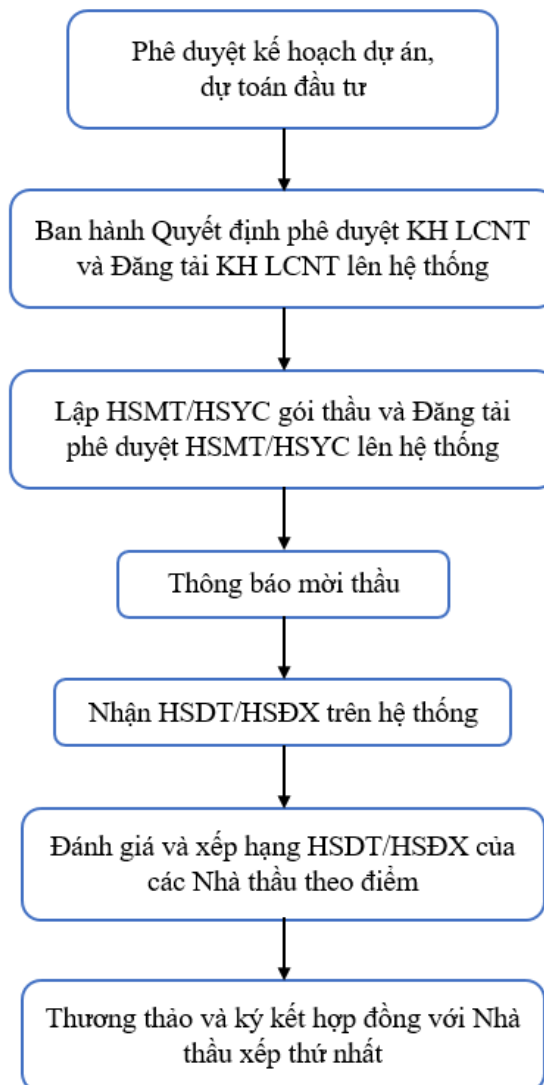 Phê duyệt kế hoạch dự án,
dự toán đầu tư
Ban hành Quyết định phê duyệt KH LCNT
và Đăng tải KH LCNT lên hệ thống
Lập HSMT/HSYC gói thầu và Đăng tải
phê duyệt HSMT/HSYC lên hệ thống
Thông báo mời thầu
Nhận HSDT/HSĐX trên hệ thống
Đánh giá và xếp hạng HSDT/HSĐX của
các Nhà thầu theo điểm
Thương thảo và ký kết hợp đồng với Nhà
thầu xếp thứ nhất